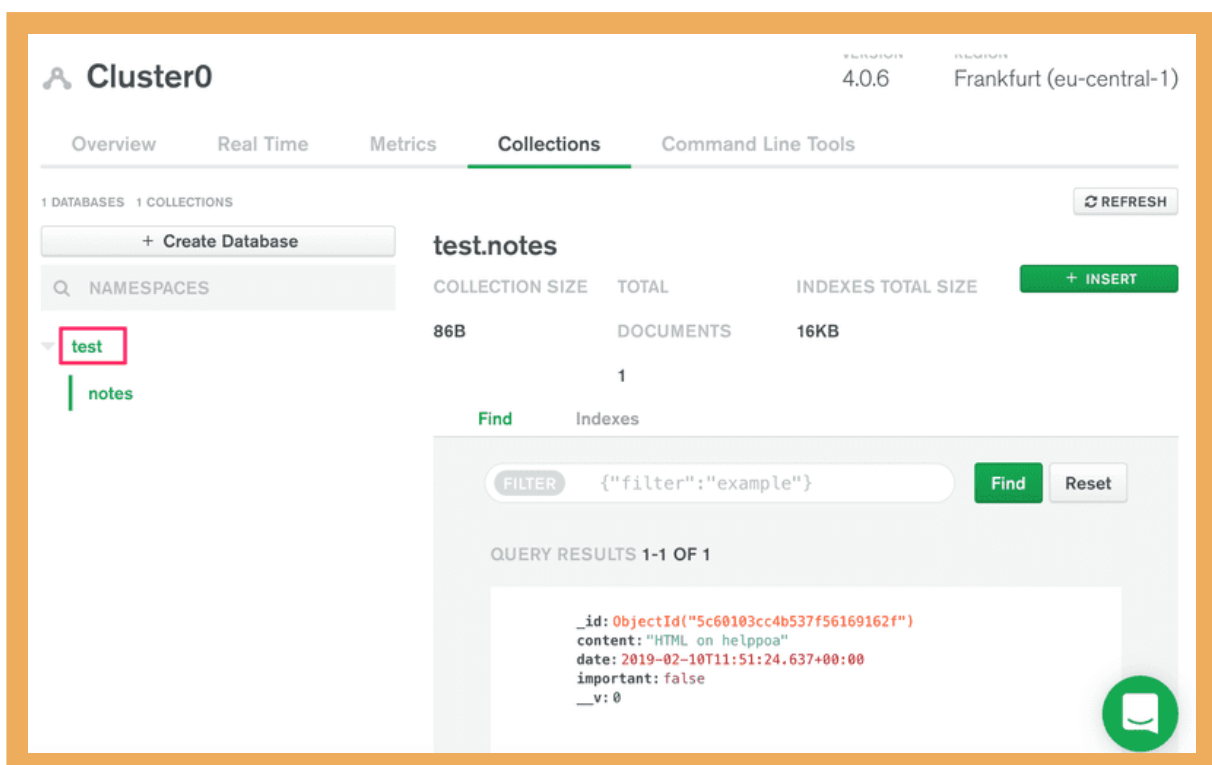 Cluster0
VERSION REGION
4.0.6 Frankfurt (eu-central-1)
Overview Real Time Metrics Collections Command Line Tools
1 DATABASES 1 COLLECTIONS
REFRESH
+ Create Database
NAMESPACES
test
notes
test.notes
COLLECTION SIZE TOTAL INDEXES TOTAL SIZE
+ INSERT
86B DOCUMENTS 16KB
1
Find Indexes
FILTER {"filter":"example"} Find Reset
QUERY RESULTS 1-1 OF 1
_id: ObjectId("5c60103cc4b537f56169162f")
content: "HTML on helppoa"
date: 2019-02-10T11:51:24.637+00:00
important: false
__v: 0